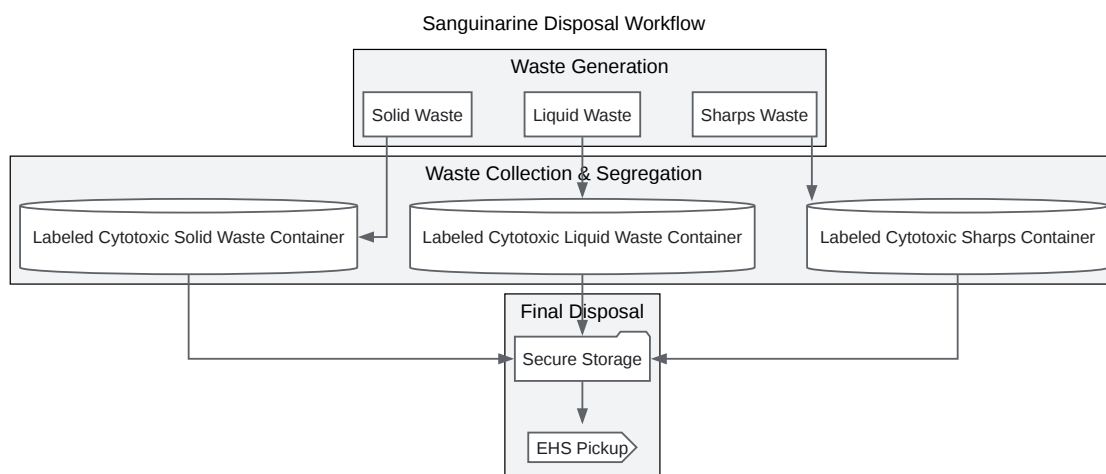 Sanguinarine Disposal Workflow
Waste Generation
Solid Waste
Liquid Waste
Sharps Waste
Waste Collection & Segregation
Labeled Cytotoxic Solid Waste Container
Labeled Cytotoxic Liquid Waste Container
Labeled Cytotoxic Sharps Container
Final Disposal
Secure Storage
EHS Pickup